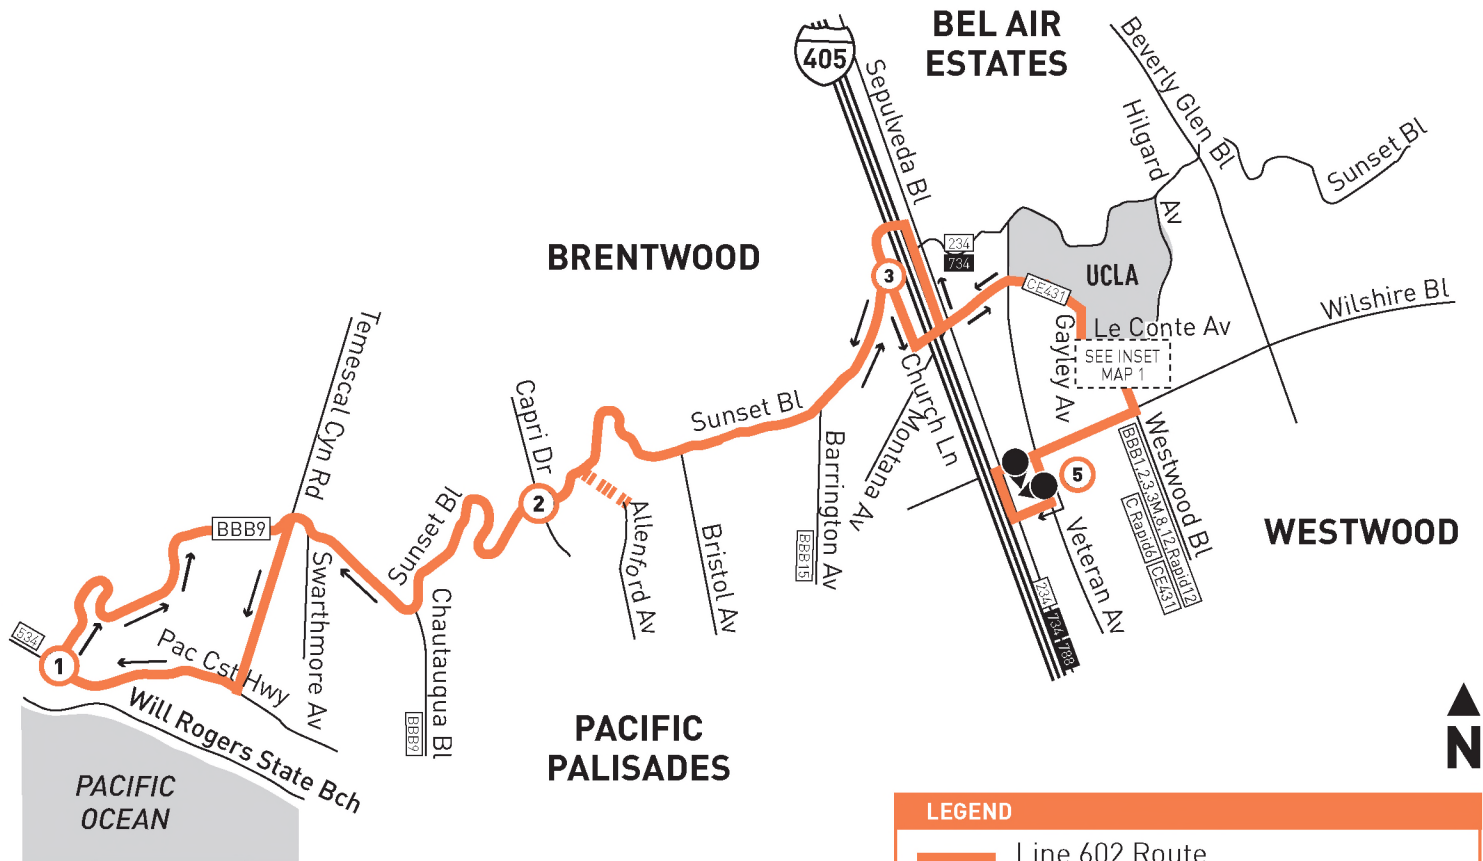 BEL AIR
ESTATES
405
Sepulveda Bl
Beverly Glen Bl
Hilgard
Av
Sunset Bl
BRENTWOOD
234
734
3
UCLA
CE431
Wilshire Bl
Le Conte Av
Gayley Av
SEE INSET
MAP 1
Temescal Cyn Rd
Capri Dr
Sunset Bl
Church Ln
Montana Av
Barrington Av
BBB15
Westwood Bl
BBB1,2,3,3M,8,12,Rapid12
C Rapid6
CE431
5
WESTWOOD
2
Sunset Bl
Allenford Av
Bristol Av
Veteran Av
234
734
788
BBB9
Swarthmore Av
Chautauqua Bl
BBB9
534
1
Pac Cst Hwy
Will Rogers State Bch
PACIFIC
PALISADES
PACIFIC
OCEAN
N
LEGEND
Line 602 Route